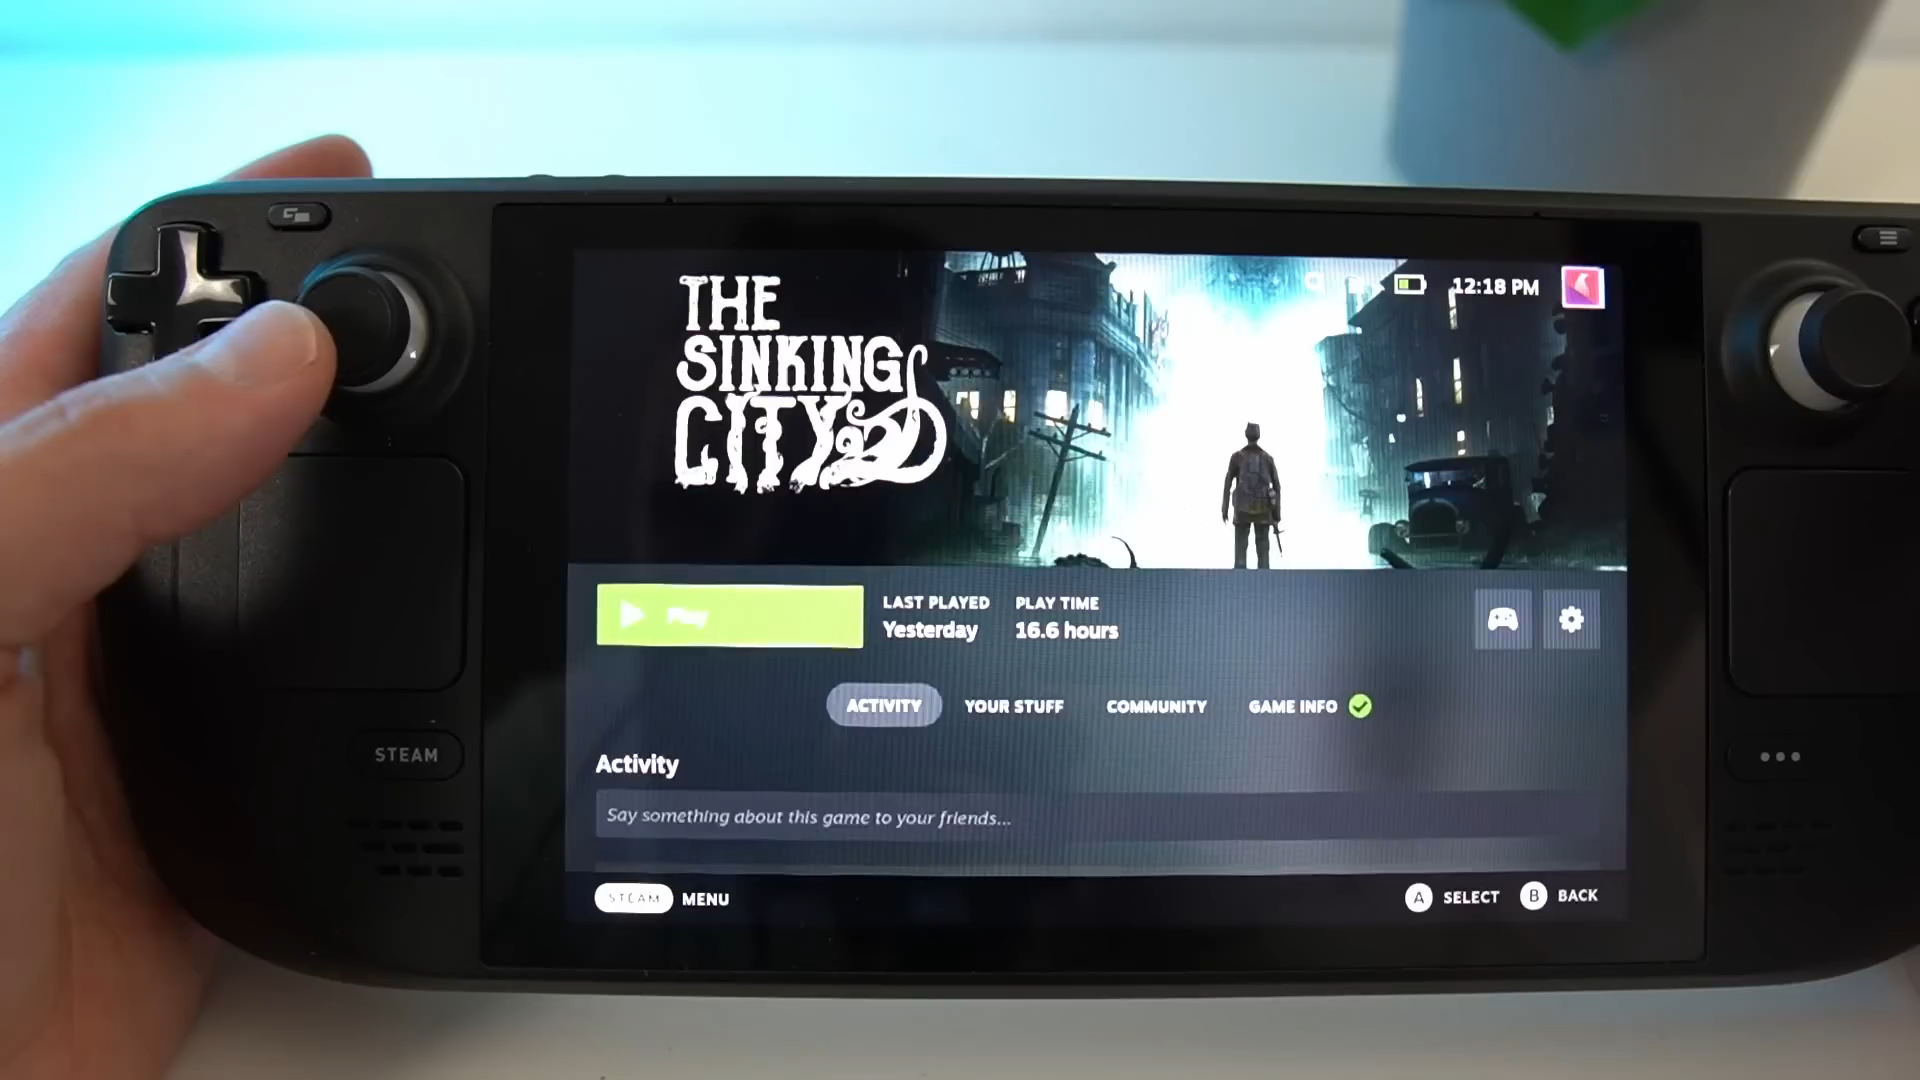 THE
SINKING
CITY
12:18 PM
Play
LAST PLAYED
Yesterday
PLAY TIME
16.6 hours
ACTIVITY
YOUR STUFF
COMMUNITY
GAME INFO
Activity
Say something about this game to your friends...
STEAM
STEAM MENU
A SELECT
B BACK